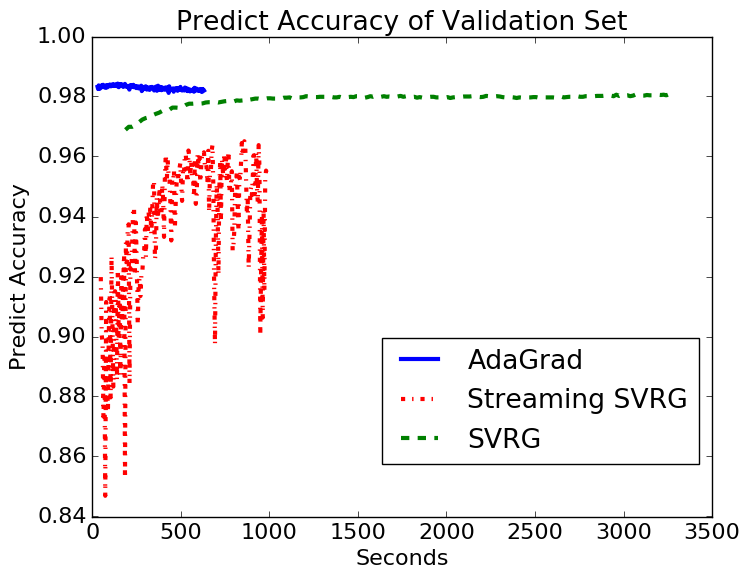 Predict Accuracy of Validation Set
1.00
0.98
0.96
0.94
0.92
0.90
0.88
0.86
0.84
Predict Accuracy
AdaGrad
Streaming SVRG
SVRG
0 500 1000 1500 2000 2500 3000 3500
Seconds